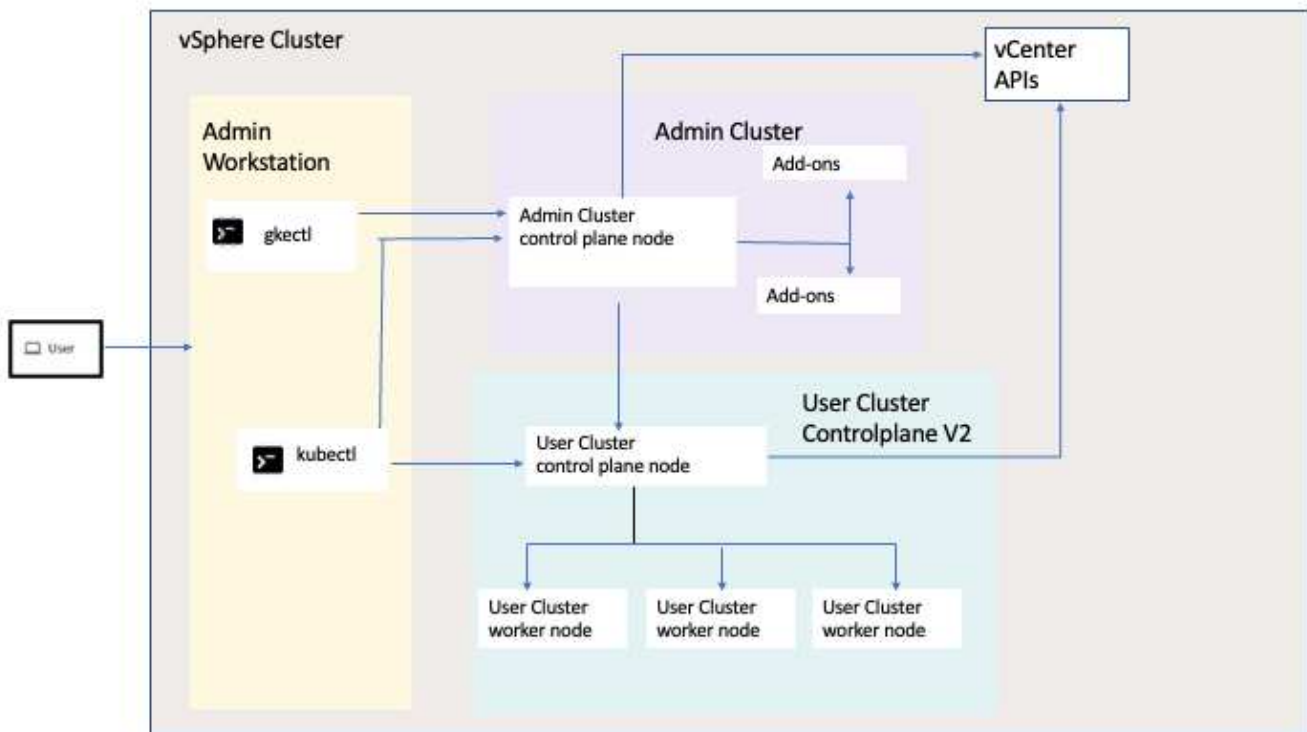 vSphere Cluster
vCenter
APIs
Admin
Workstation
Admin Cluster
Add-ons
gkectl
Admin Cluster
control plane node
Add-ons
User
User Cluster
Controlplane V2
kubectl
User Cluster
control plane node
User Cluster
worker node
User Cluster
worker node
User Cluster
worker node